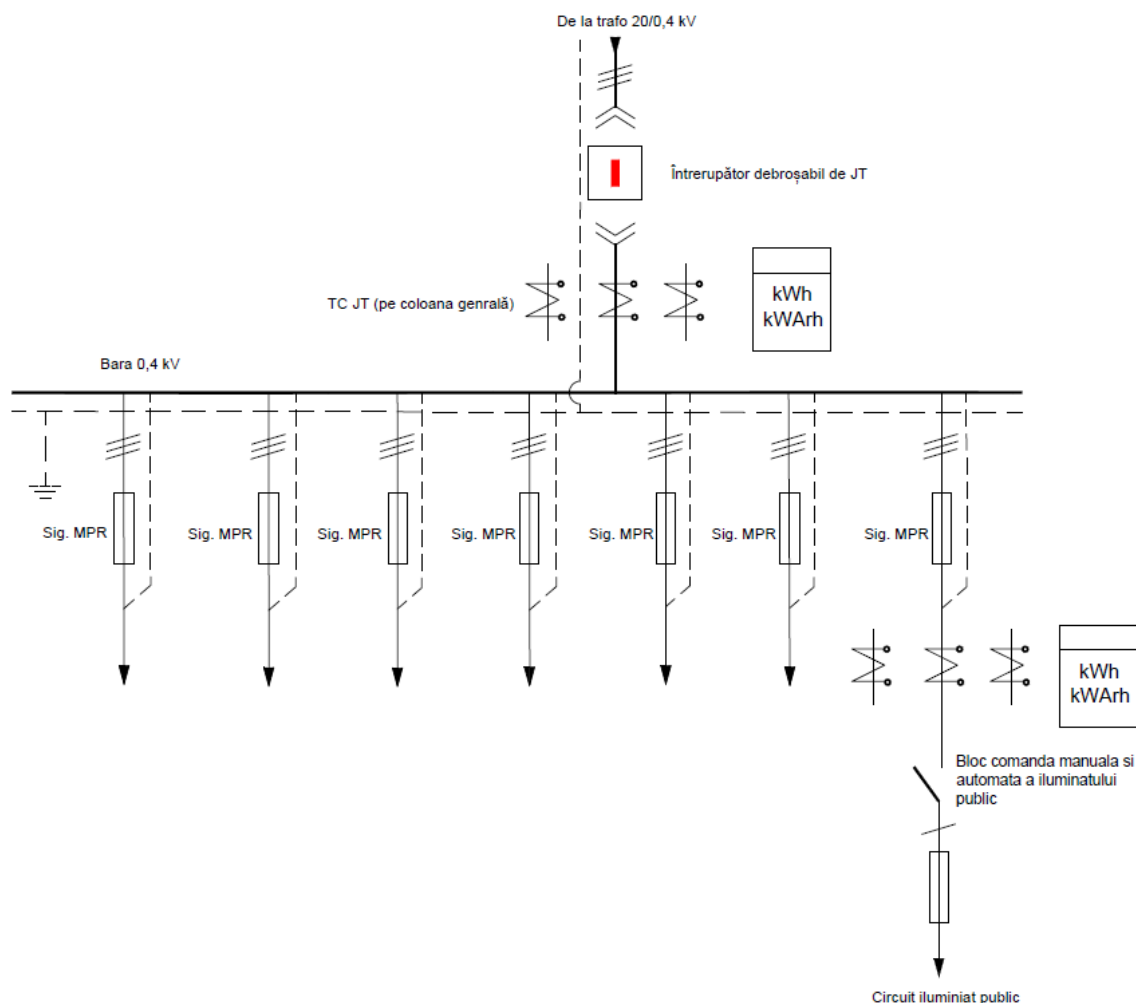 De la trafo 20/0,4 kV
Întrerupător debroșabil de JT
TC JT (pe coloana genrală)
kWh
kWArh
Bara 0,4 kV
Sig. MPR
Sig. MPR
Sig. MPR
Sig. MPR
Sig. MPR
Sig. MPR
Sig. MPR
kWh
kWArh
Bloc comanda manuala si
automata a iluminatului
public
Circuit iluminiat public